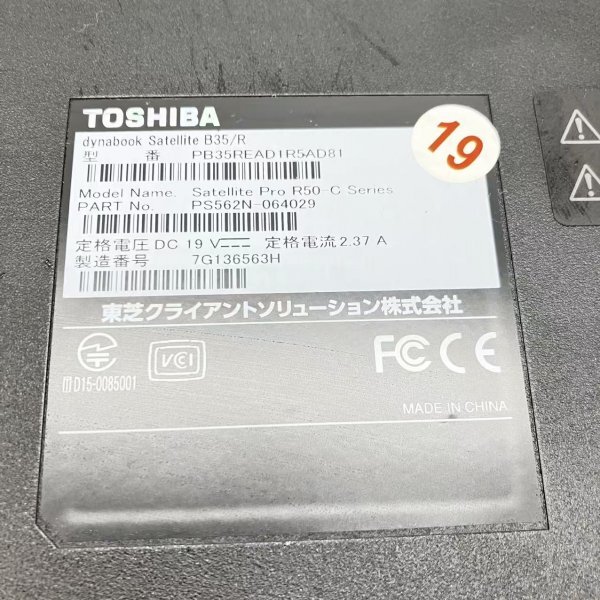 TOSHIBA
19
dynabook Satellite B35/R
型 番 PB35READ1R5AD81
Model Name. Satellite Pro R50-C Series
PART No. PS562N-064029
定格電圧DC 19 V 定格電流2.37 A
製造番号 7G136563H
東芝クライアントソリューション株式会社
VCCI
FC CE
D15-0085001
MADE IN CHINA